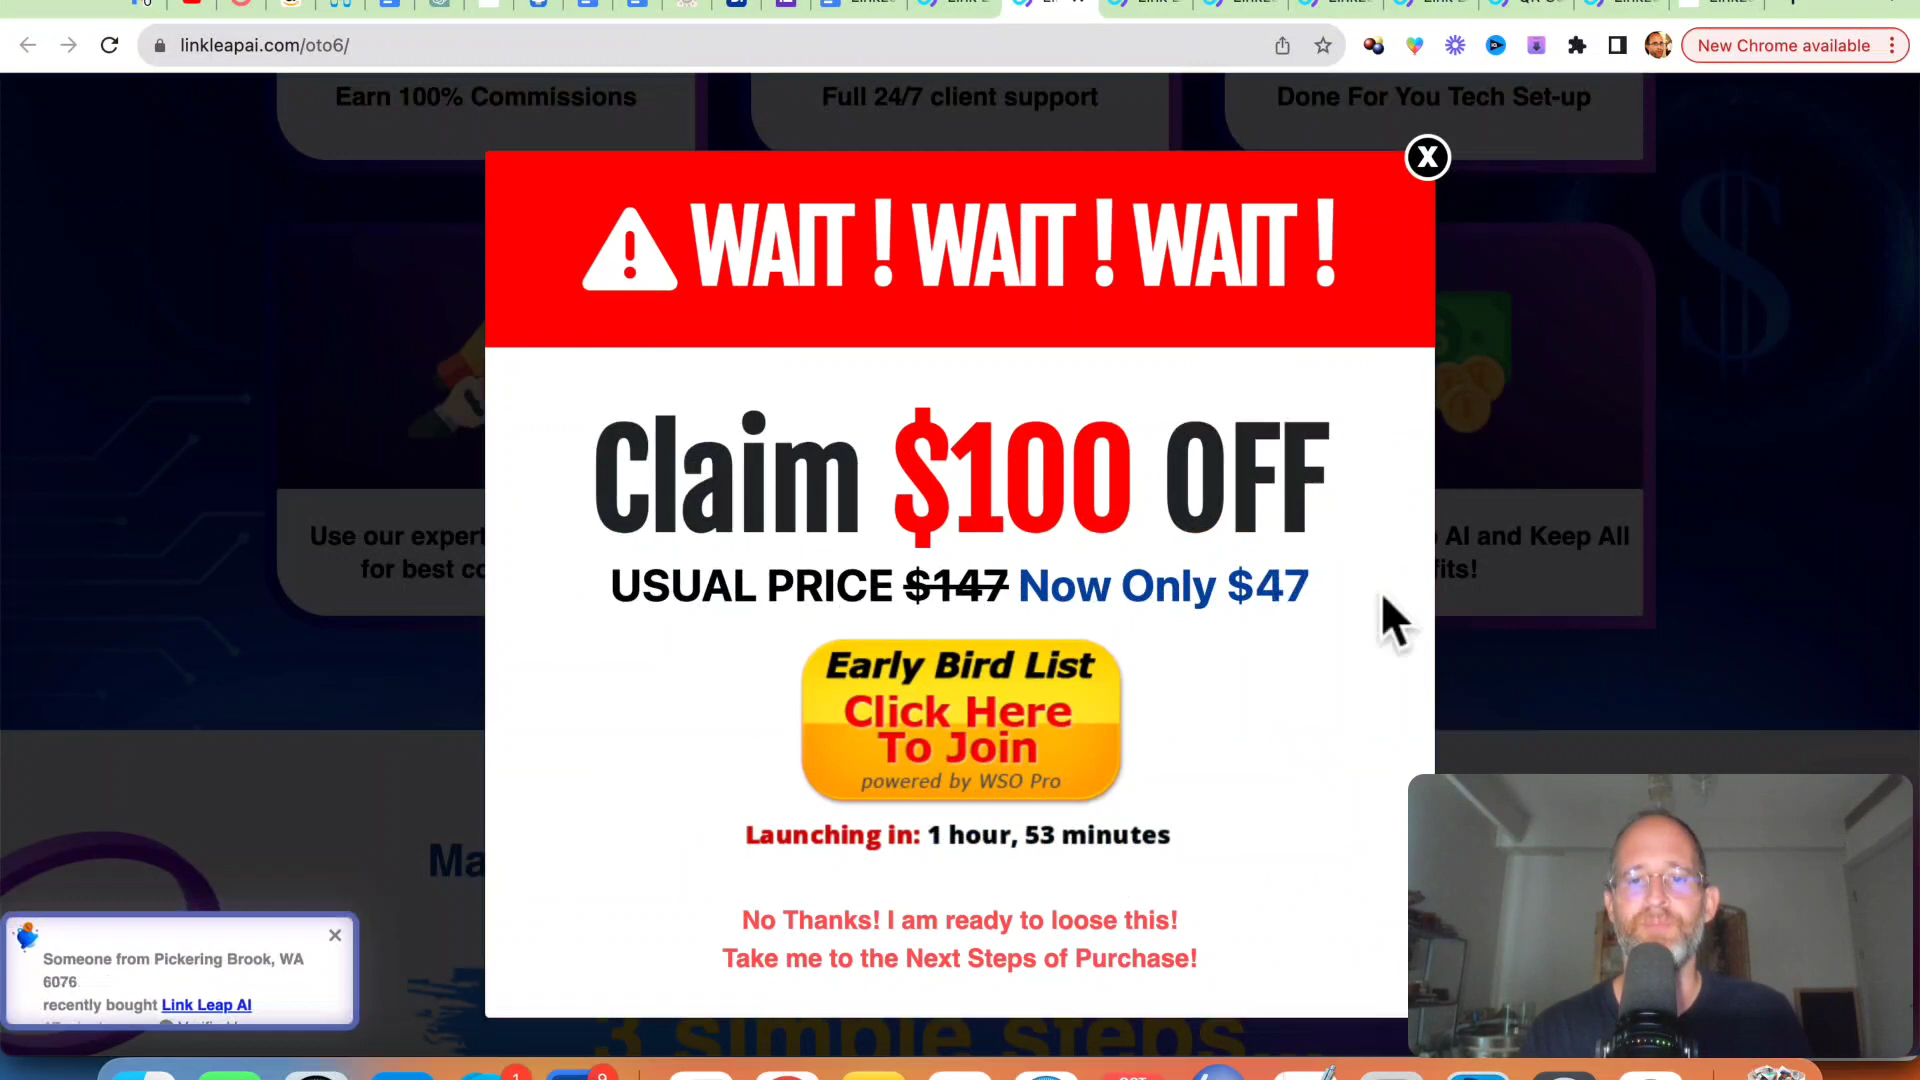 linkleapai.com/oto6/
New Chrome available
Earn 100% Commissions
Full 24/7 client support
Done For You Tech Set-up
X
WAIT ! WAIT ! WAIT !
Claim $100 OFF
USUAL PRICE $147 Now Only $47
Use our expert
for best co
AI and Keep All
fits!
Early Bird List
Click Here
To Join
powered by WSO Pro
Launching in: 1 hour, 53 minutes
Ma
No Thanks! I am ready to loose this!
Take me to the Next Steps of Purchase!
Someone from Pickering Brook, WA
6076
recently bought Link Leap AI
3 simple steps